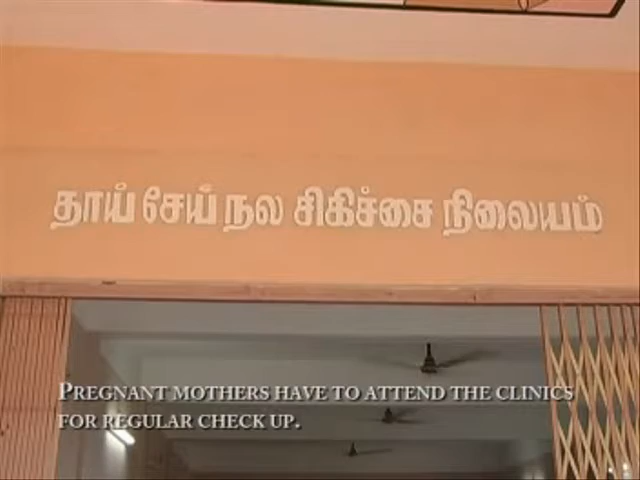 தாய் சேய் நல சிகிச்சை நிலையம்
PREGNANT MOTHERS HAVE TO ATTEND THE CLINICS
FOR REGULAR CHECK UP.